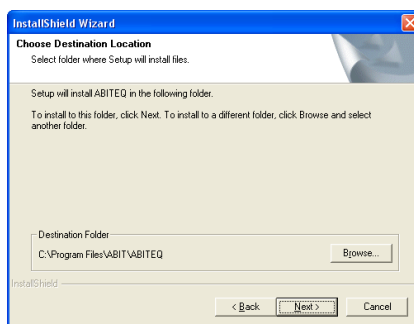 InstallShield Wizard
Choose Destination Location
Select folder where Setup will install files.
Setup will install ABITEQ in the following folder.
To install to this folder, click Next. To install to a different folder, click Browse and select
another folder.
Destination Folder
C:\Program Files\ABIT\ABITEQ
Browse...
InstallShield
< Back
Next >
Cancel